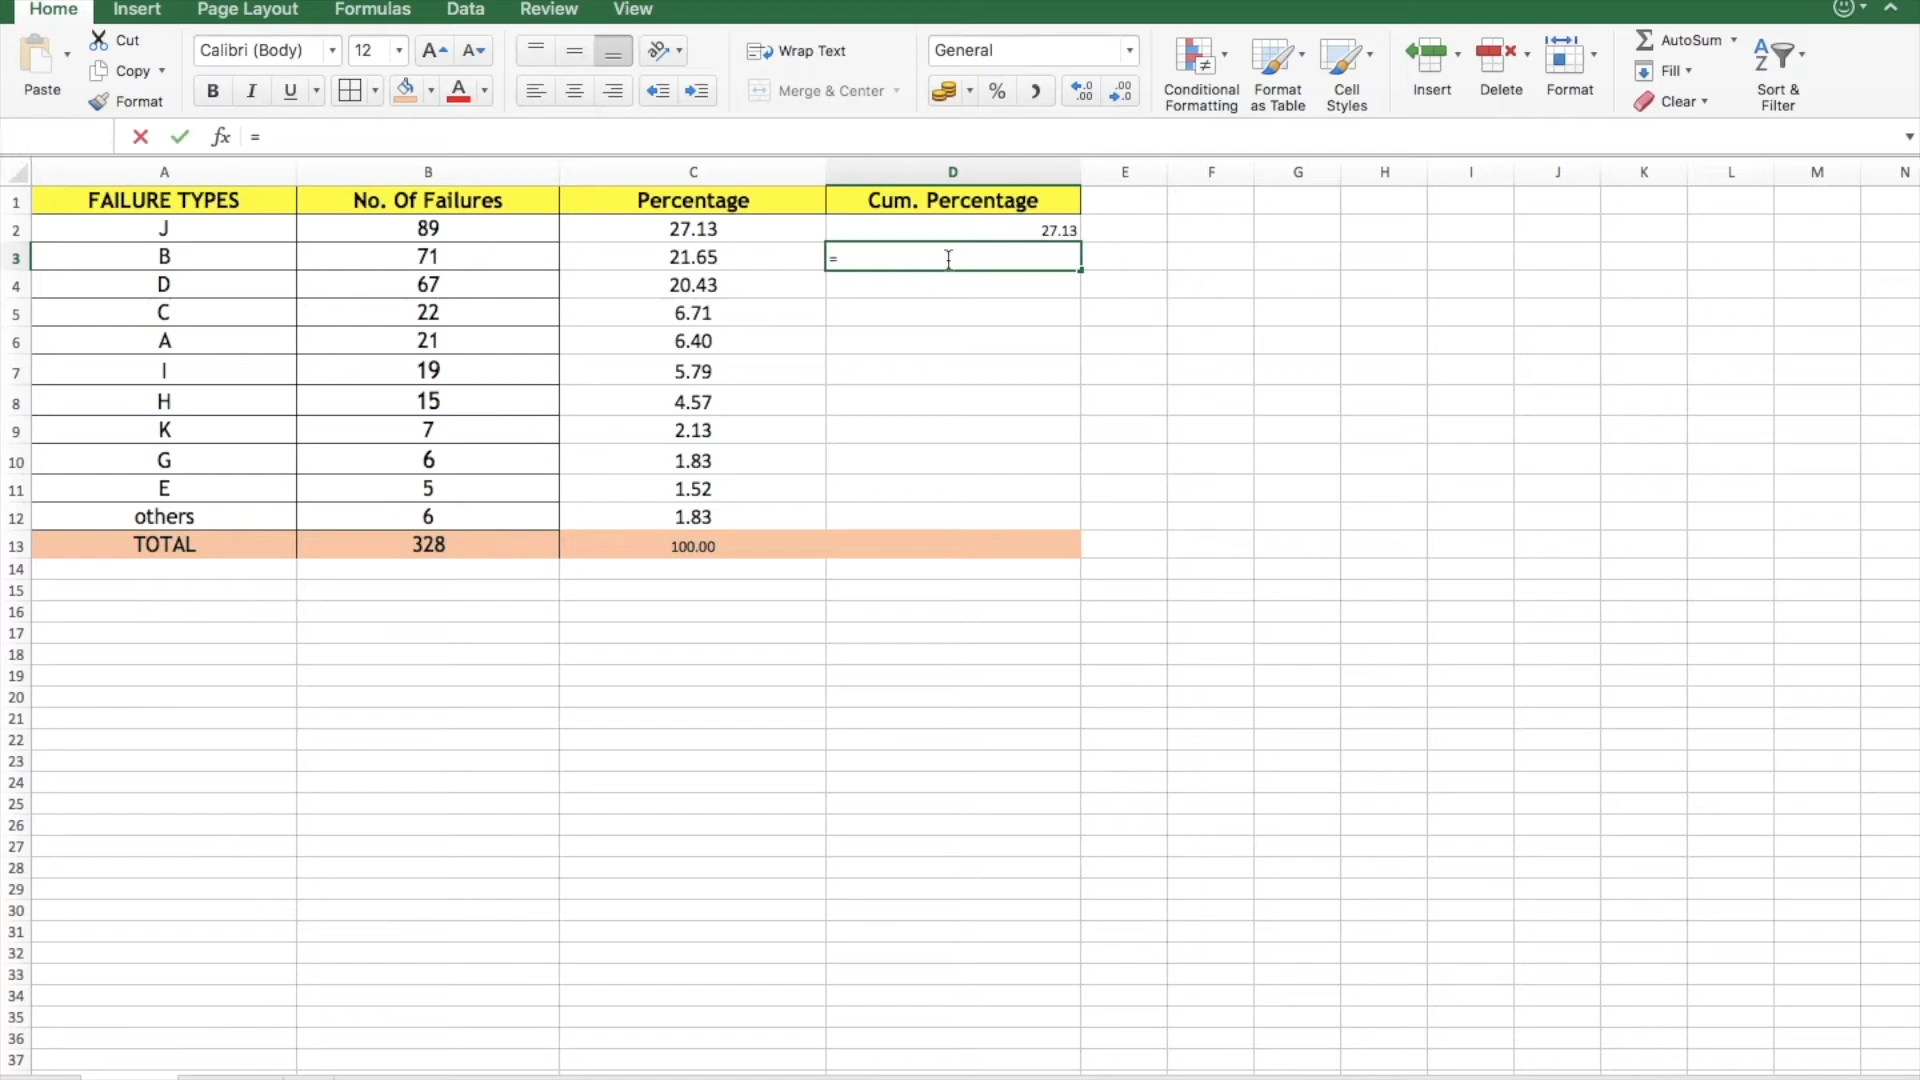 Home Insert Page Layout Formulas Data Review View
Paste
Cut
Copy
Format
Calibri (Body) 12 A A
B I U A
Wrap Text
Merge & Center
General
% .0 .00 .00 .0
Conditional Formatting
Format as Table
Cell Styles
Insert
Delete
Format
AutoSum
Fill
Clear
A Z
Sort & Filter
fx =
A B C D E F G H I J K L M N
1 FAILURE TYPES No. Of Failures Percentage Cum. Percentage
2 J 89 27.13 27.13
3 B 71 21.65 =
4 D 67 20.43
5 C 22 6.71
6 A 21 6.40
7 I 19 5.79
8 H 15 4.57
9 K 7 2.13
10 G 6 1.83
11 E 5 1.52
12 others 6 1.83
13 TOTAL 328 100.00
14
15
16
17
18
19
20
21
22
23
24
25
26
27
28
29
30
31
32
33
34
35
36
37